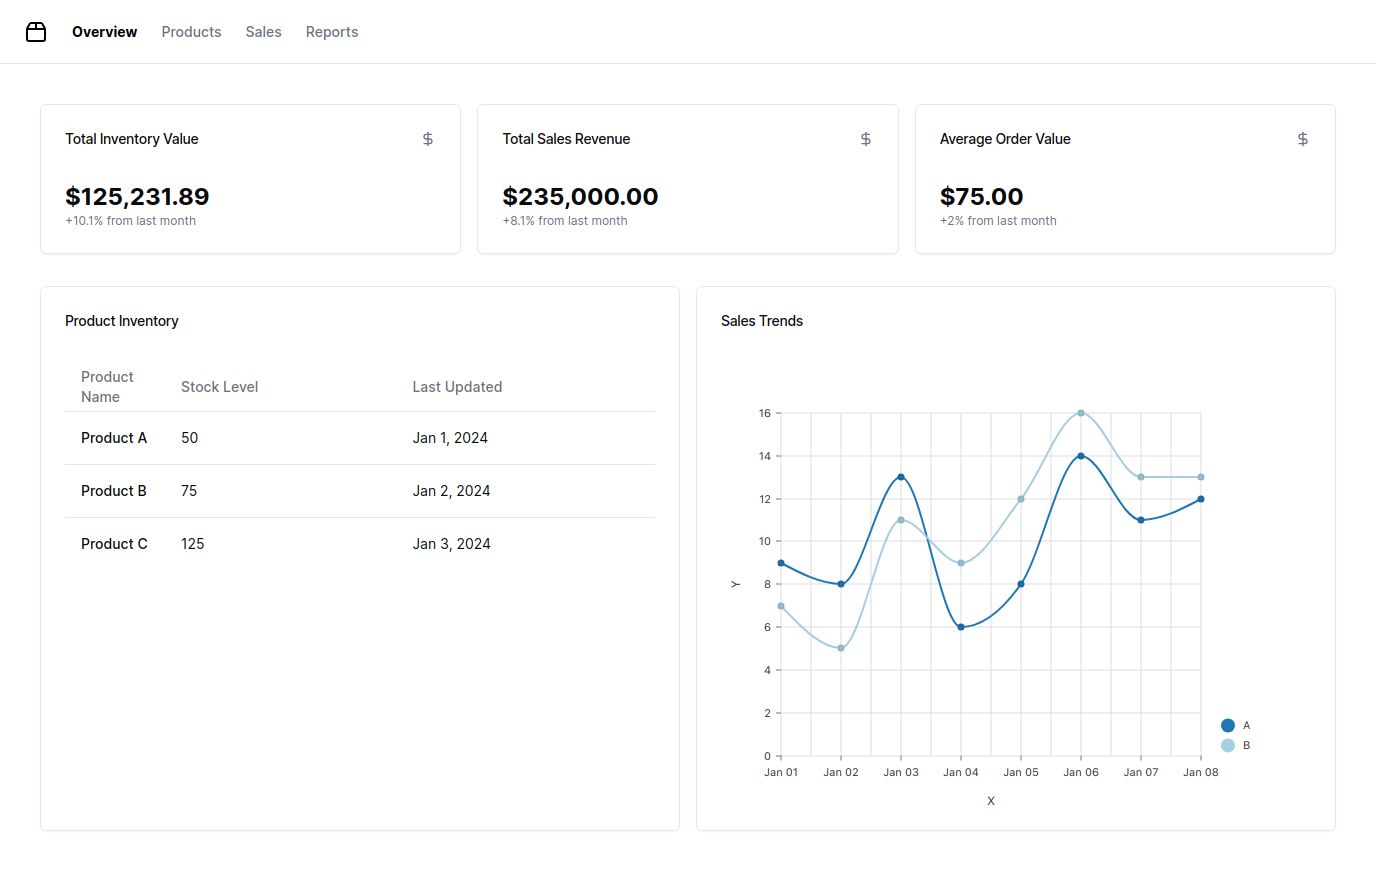 Overview Products Sales Reports
Total Inventory Value $
$125,231.89
+10.1% from last month
Total Sales Revenue $
$235,000.00
+8.1% from last month
Average Order Value $
$75.00
+2% from last month
Product Inventory
Product
Name
Stock Level
Last Updated
Product A 50 Jan 1, 2024
Product B 75 Jan 2, 2024
Product C 125 Jan 3, 2024
Sales Trends
16
14
12
10
8
6
4
2
0
Y
Jan 01 Jan 02 Jan 03 Jan 04 Jan 05 Jan 06 Jan 07 Jan 08
X
A
B